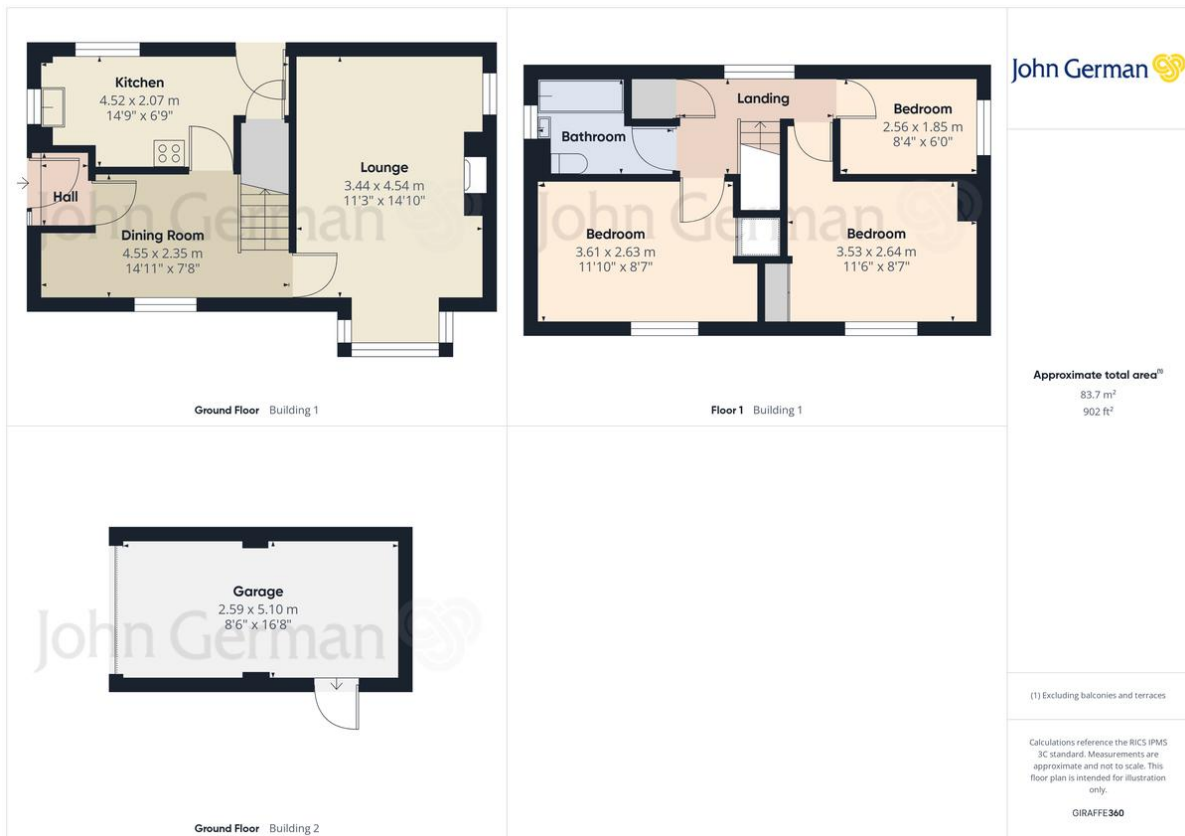 Kitchen
4.52 x 2.07 m
14'9" x 6'9"
Hall
Dining Room
4.55 x 2.35 m
14'11" x 7'8"
Lounge
3.44 x 4.54 m
11'3" x 14'10"
John German
Ground Floor Building 1
Bathroom
Landing
Bedroom
2.56 x 1.85 m
8'4" x 6'0"
Bedroom
3.61 x 2.63 m
11'10" x 8'7"
Bedroom
3.53 x 2.64 m
11'6" x 8'7"
John German
Floor 1 Building 1
Garage
2.59 x 5.10 m
8'6" x 16'8"
John German
Ground Floor Building 2
John German
Approximate total area(1)
83.7 m²
902 ft²
(1) Excluding balconies and terraces
Calculations reference the RICS IPMS
3C standard. Measurements are
approximate and not to scale. This
floor plan is intended for illustration
only.
GIRAFFE360